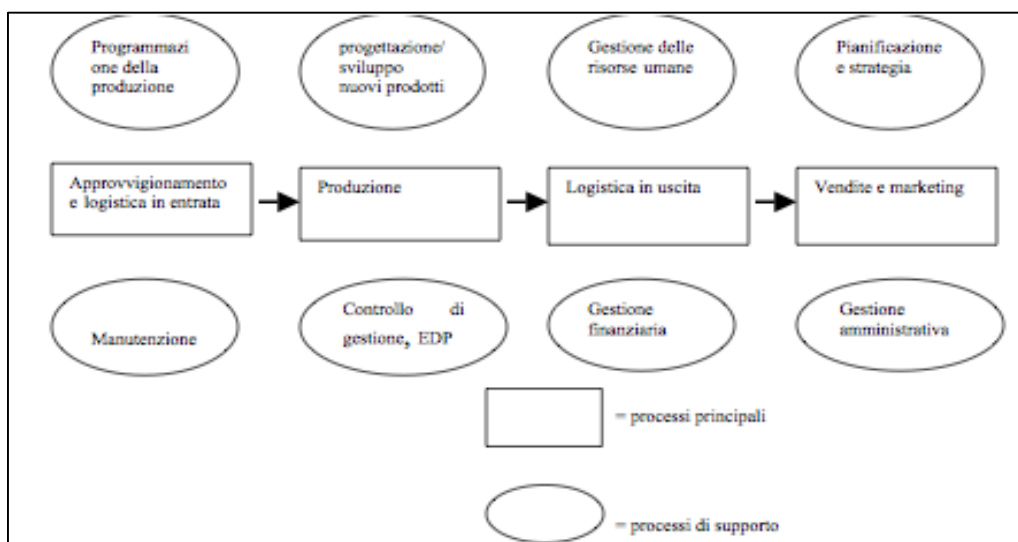 Programmazi
one della
produzione
progettazione/
sviluppo
nuovi prodotti
Gestione delle
risorse umane
Pianificazione
e strategia
Approvvigionamento
e logistica in entrata
Produzione
Logistica in uscita
Vendite e marketing
Manutenzione
Controllo di
gestione, EDP
Gestione
finanziaria
Gestione
amministrativa
= processi principali
= processi di supporto